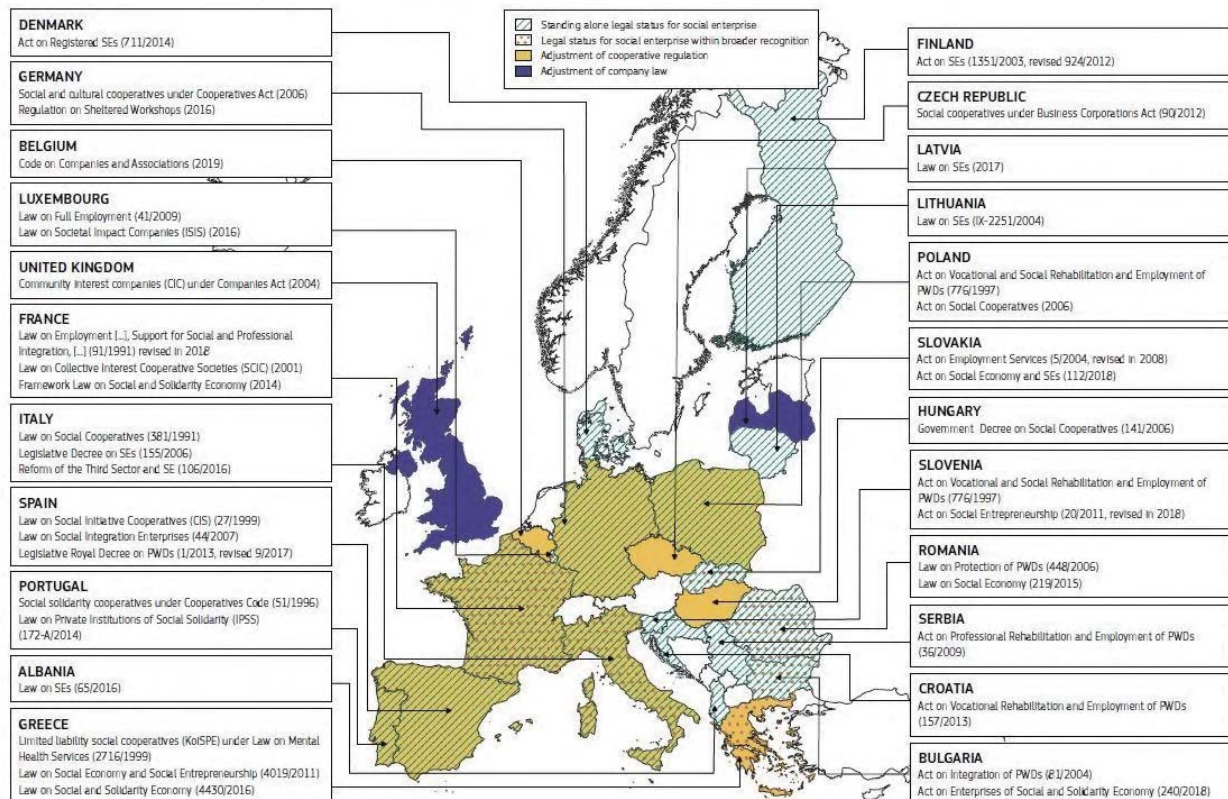 DENMARK
Act on Registered SEs (711/2014)
GERMANY
Social and cultural cooperatives under Cooperatives Act (2006)
Regulation on Sheltered Workshops (2016)
BELGIUM
Code on Companies and Associations (2019)
LUXEMBOURG
Law on Full Employment (41/2009)
Law on Societal Impact Companies (ISIS) (2016)
UNITED KINGDOM
Community interest companies (CIC) under Companies Act (2004)
FRANCE
Law on Employment [...], Support for Social and Professional
Integration, [...] (91/1991) revised in 2018
Law on Collective Interest Cooperative Societies (SCIC) (2001)
Framework Law on Social and Solidarity Economy (2014)
ITALY
Law on Social Cooperatives (381/1991)
Legislative Decree on SEs (155/2006)
Reform of the Third Sector and SE (106/2016)
SPAIN
Law on Social Initiative Cooperatives (CIS) (27/1999)
Law on Social Integration Enterprises (44/2007)
Legislative Royal Decree on PWDs (1/2013, revised 9/2017)
PORTUGAL
Social solidarity cooperatives under Cooperatives Code (51/1996)
Law on Private Institutions of Social Solidarity (IPSS)
(172-A/2014)
ALBANIA
Law on SEs (65/2016)
GREECE
Limited liability social cooperatives (KoiSPE) under Law on Mental
Health Services (2716/1999)
Law on Social Economy and Social Entrepreneurship (4019/2011)
Law on Social and Solidarity Economy (4430/2016)
Standing alone legal status for social enterprise
Legal status for social enterprise within broader recognition
Adjustment of cooperative regulation
Adjustment of company law
FINLAND
Act on SEs (1351/2003, revised 924/2012)
CZECH REPUBLIC
Social cooperatives under Business Corporations Act (90/2012)
LATVIA
Law on SEs (2017)
LITHUANIA
Law on SEs (IX-2251/2004)
POLAND
Act on Vocational and Social Rehabilitation and Employment of
PWDs (776/1997)
Act on Social Cooperatives (2006)
SLOVAKIA
Act on Employment Services (5/2004, revised in 2008)
Act on Social Economy and SEs (112/2018)
HUNGARY
Government Decree on Social Cooperatives (141/2006)
SLOVENIA
Act on Vocational and Social Rehabilitation and Employment of
PWDs (776/1997)
Act on Social Entrepreneurship (20/2011, revised in 2018)
ROMANIA
Law on Protection of PWDs (448/2006)
Law on Social Economy (219/2015)
SERBIA
Act on Professional Rehabilitation and Employment of PWDs
(36/2009)
CROATIA
Act on Vocational Rehabilitation and Employment of PWDs
(157/2013)
BULGARIA
Act on Integration of PWDs (81/2004)
Act on Enterprises of Social and Solidarity Economy (240/2018)